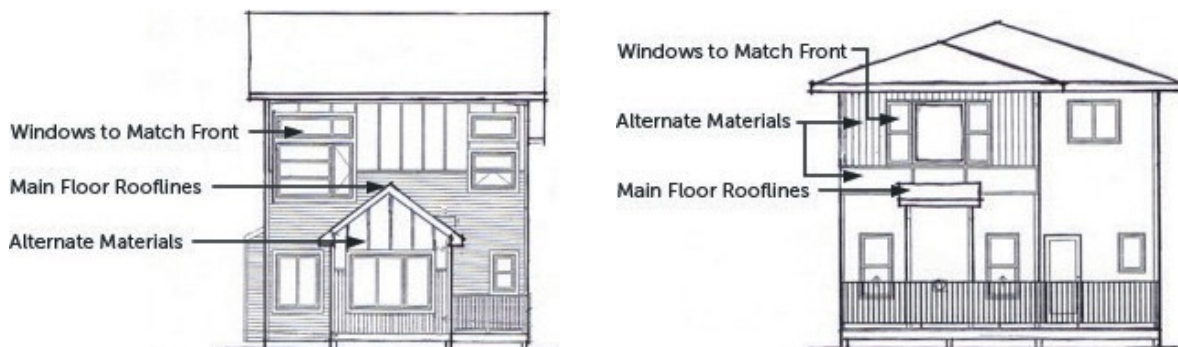 Windows to Match Front
Main Floor Rooflines
Alternate Materials
Windows to Match Front
Alternate Materials
Main Floor Rooflines